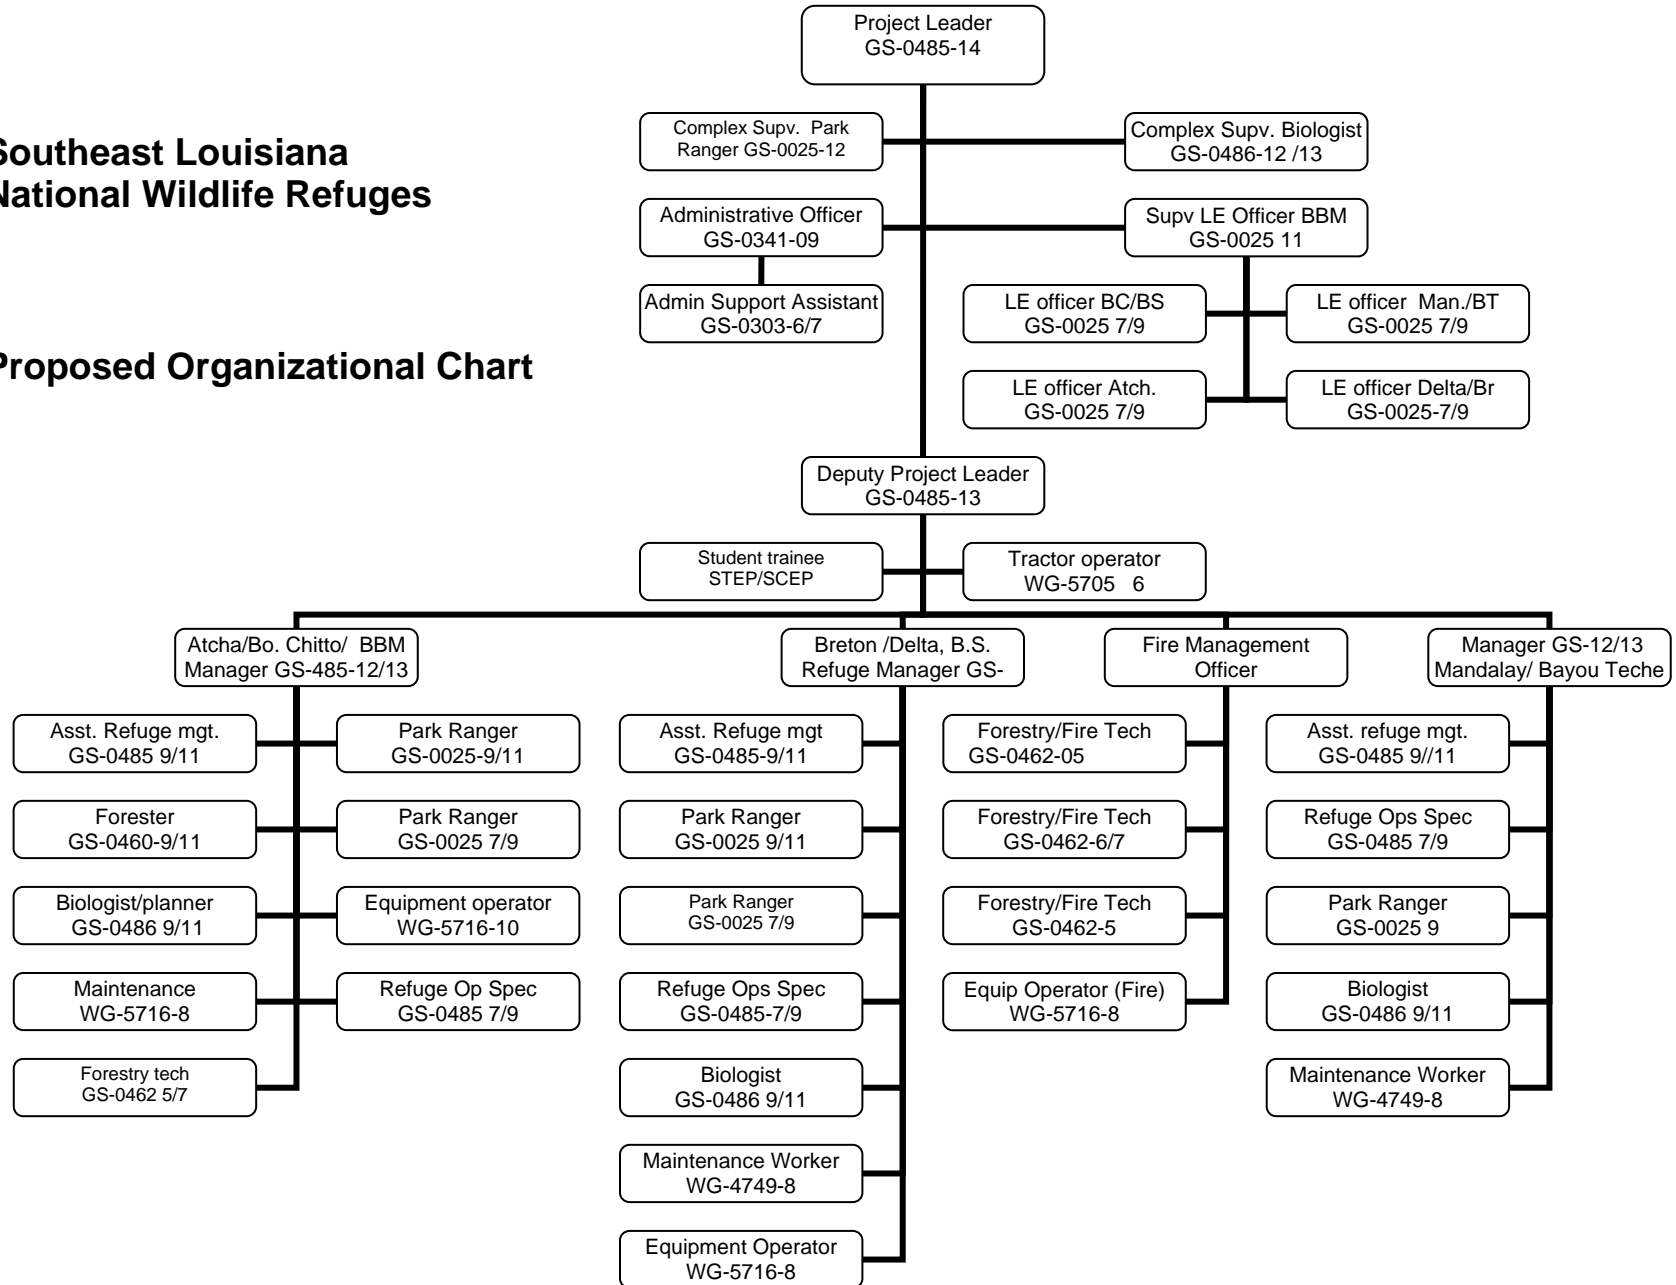 Project Leader
GS-0485-14
Southeast Louisiana
National Wildlife Refuges
Complex Supv. Park
Ranger GS-0025-12
Complex Supv. Biologist
GS-0486-12 /13
Administrative Officer
GS-0341-09
Supv LE Officer BBM
GS-0025 11
Admin Support Assistant
GS-0303-6/7
LE officer BC/BS
GS-0025 7/9
LE officer Man./BT
GS-0025 7/9
Proposed Organizational Chart
LE officer Atch.
GS-0025 7/9
LE officer Delta/Br
GS-0025-7/9
Deputy Project Leader
GS-0485-13
Student trainee
STEP/SCEP
Tractor operator
WG-5705 6
Atcha/Bo. Chitto/ BBM
Manager GS-485-12/13
Breton /Delta, B.S.
Refuge Manager GS-
Fire Management
Officer
Manager GS-12/13
Mandalay/ Bayou Teche
Asst. Refuge mgt.
GS-0485 9/11
Park Ranger
GS-0025-9/11
Asst. Refuge mgt
GS-0485-9/11
Forestry/Fire Tech
GS-0462-05
Asst. refuge mgt.
GS-0485 9//11
Forester
GS-0460-9/11
Park Ranger
GS-0025 7/9
Park Ranger
GS-0025 9/11
Forestry/Fire Tech
GS-0462-6/7
Refuge Ops Spec
GS-0485 7/9
Biologist/planner
GS-0486 9/11
Equipment operator
WG-5716-10
Park Ranger
GS-0025 7/9
Forestry/Fire Tech
GS-0462-5
Park Ranger
GS-0025 9
Maintenance
WG-5716-8
Refuge Op Spec
GS-0485 7/9
Refuge Ops Spec
GS-0485-7/9
Equip Operator (Fire)
WG-5716-8
Biologist
GS-0486 9/11
Forestry tech
GS-0462 5/7
Biologist
GS-0486 9/11
Maintenance Worker
WG-4749-8
Maintenance Worker
WG-4749-8
Equipment Operator
WG-5716-8